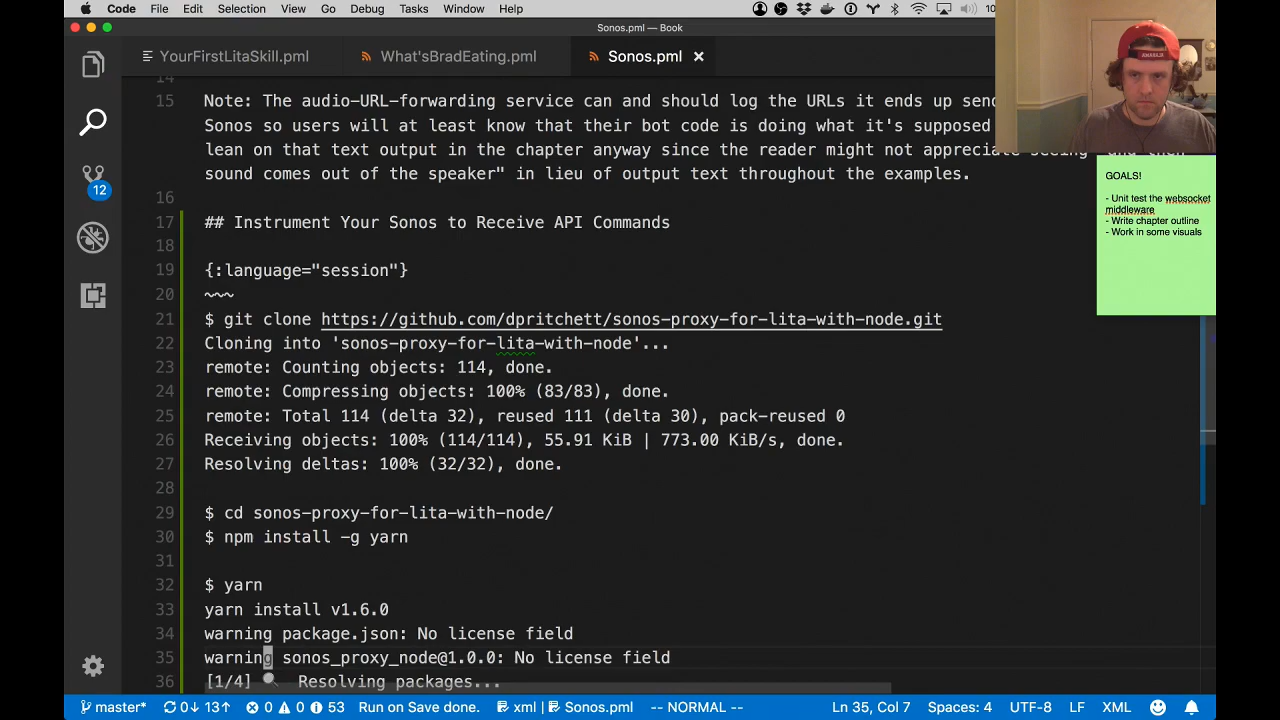 Code File Edit Selection View Go Debug Tasks Window Help 10
Sonos.pml — Book
YourFirstLitaSkill.pml What'sBradEating.pml Sonos.pml
14
15 Note: The audio-URL-forwarding service can and should log the URLs it ends up send
Sonos so users will at least know that their bot code is doing what it's supposed
lean on that text output in the chapter anyway since the reader might not appreciate seeing "and then
sound comes out of the speaker" in lieu of output text throughout the examples.
16
17 ## Instrument Your Sonos to Receive API Commands
18
19 {:language="session"}
20 ~~~
21 $ git clone https://github.com/dpritchett/sonos-proxy-for-lita-with-node.git
22 Cloning into 'sonos-proxy-for-lita-with-node'...
23 remote: Counting objects: 114, done.
24 remote: Compressing objects: 100% (83/83), done.
25 remote: Total 114 (delta 32), reused 111 (delta 30), pack-reused 0
26 Receiving objects: 100% (114/114), 55.91 KiB | 773.00 KiB/s, done.
27 Resolving deltas: 100% (32/32), done.
28
29 $ cd sonos-proxy-for-lita-with-node/
30 $ npm install -g yarn
31
32 $ yarn
33 yarn install v1.6.0
34 warning package.json: No license field
35 warning sonos_proxy_node@1.0.0: No license field
36 [1/4] Resolving packages...
12
GOALS!
- Unit test the websocket
middleware
- Write chapter outline
- Work in some visuals
master* 0↓ 13↑ 0 0 53 Run on Save done. xml | Sonos.pml -- NORMAL -- Ln 35, Col 7 Spaces: 4 UTF-8 LF XML